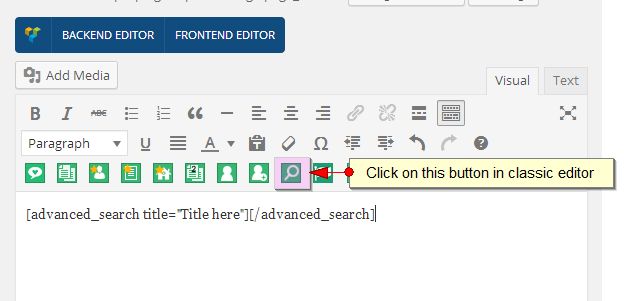 BACKEND EDITOR FRONTEND EDITOR
Add Media
Visual Text
B I ABC
Paragraph U A Ω ?
Click on this button in classic editor
[advanced_search title="Title here"][/advanced_search]